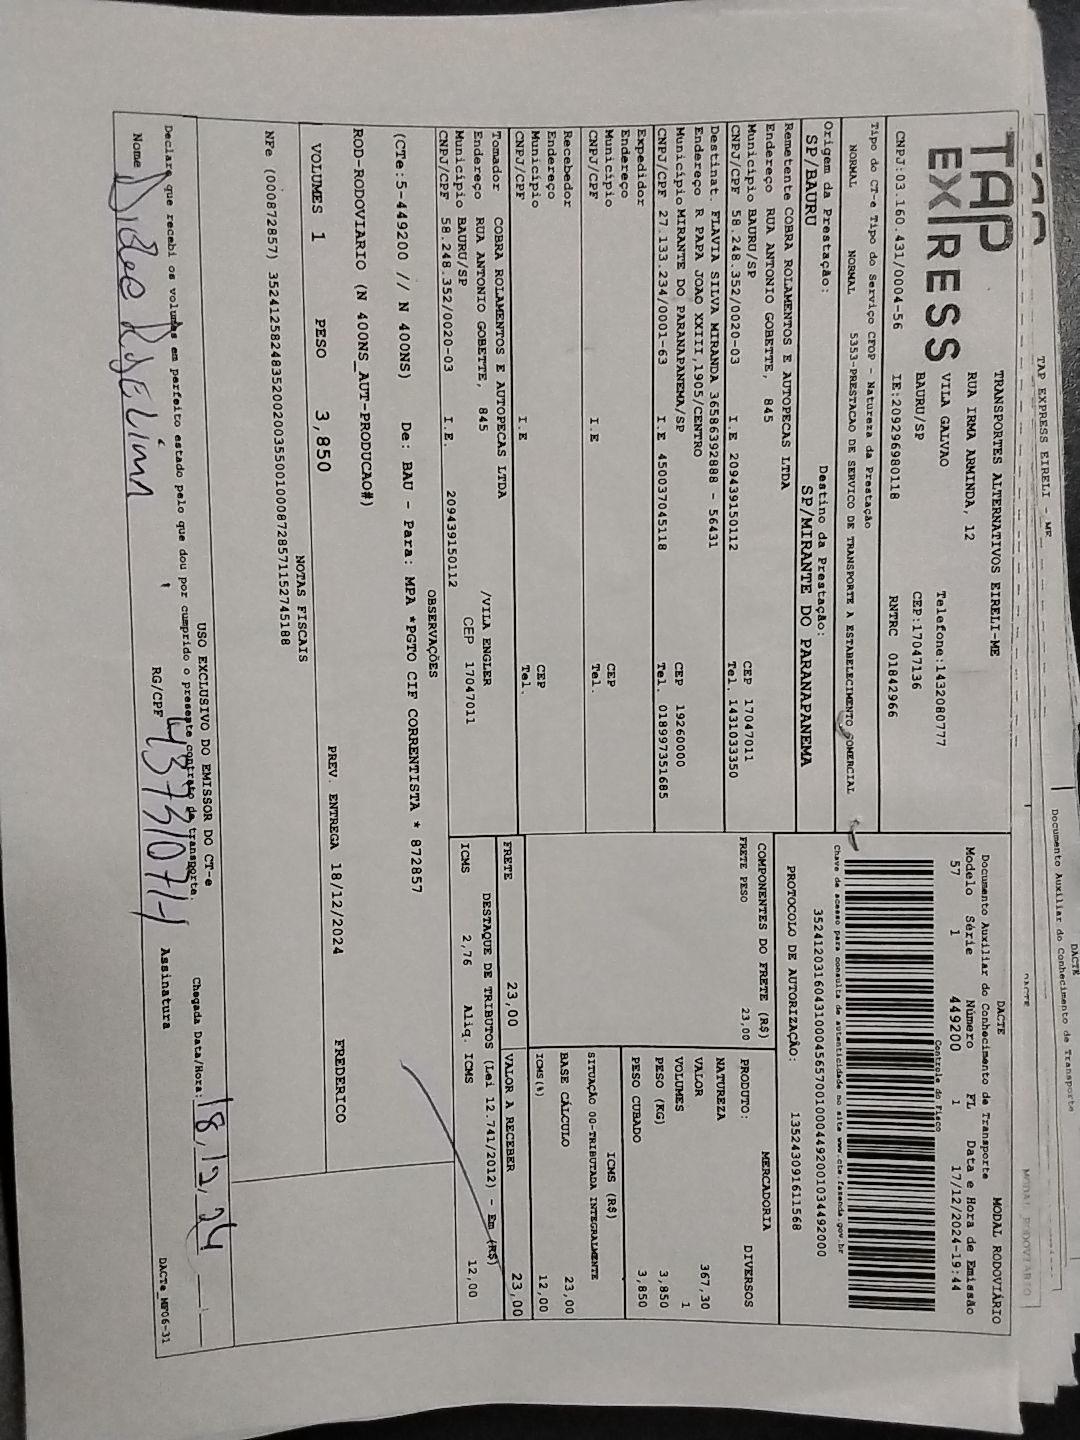 TAP EXPRESS EIRELI - ME
Documento Auxiliar do Conhecimento de Transporte
DACTE
MODAL RODOVIÁRIO
TAP
EXPRESS
TRANSPORTES ALTERNATIVOS EIRELI-ME
RUA IRMA ARMINDA, 12
VILA GALVAO Telefone:1432080777
BAURU/SP CEP:17047136
CNPJ:03.160.431/0004-56 IE:209296980118 RNTRC 01842966
DACTE MODAL RODOVIÁRIO
Documento Auxiliar do Conhecimento de Transporte
Modelo Série Número FL Data e Hora de Emissão
57 1 449200 1 17/12/2024-19:44
Controle do Fisco
Chave de acesso para consulta de autenticidade no site www.cte.fazenda.gov.br
35241203160431000456570010004492001034492000
PROTOCOLO DE AUTORIZAÇÃO: 135243091611568
Tipo do CT-e Tipo do Serviço CFOP - Natureza da Prestação
NORMAL NORMAL 5353-PRESTACAO DE SERVICO DE TRANSPORTE A ESTABELECIMENTO COMERCIAL
Origem da Prestação: Destino da Prestação:
SP/BAURU SP/MIRANTE DO PARANAPANEMA
Remetente COBRA ROLAMENTOS E AUTOPECAS LTDA
Endereço RUA ANTONIO GOBETTE, 845
Município BAURU/SP CEP 17047011
CNPJ/CPF 58.248.352/0020-03 I.E 209439150112 Tel. 1431033350
Destinat. FLAVIA SILVA MIRANDA 36586392888 - 56431
Endereço R PAPA JOAO XXIII,1905/CENTRO
Município MIRANTE DO PARANAPANEMA/SP CEP 19260000
CNPJ/CPF 27.133.234/0001-63 I.E 450037045118 Tel. 018997351685
Expedidor
Endereço
Município CEP
CNPJ/CPF I.E Tel.
Recebedor
Endereço
Município CEP
CNPJ/CPF I.E Tel.
Tomador COBRA ROLAMENTOS E AUTOPECAS LTDA
Endereço RUA ANTONIO GOBETTE, 845 /VILA ENGLER
Município BAURU/SP CEP 17047011
CNPJ/CPF 58.248.352/0020-03 I.E. 209439150112
COMPONENTES DO FRETE (R$)
FRETE PESO 23,00
PRODUTO: MERCADORIA
NATUREZA DIVERSOS
VALOR 367,30
VOLUMES 1
PESO (KG) 3,850
PESO CUBADO 3,850
ICMS (R$)
SITUAÇÃO 00-TRIBUTADA INTEGRALMENTE
BASE CÁLCULO 23,00
ICMS(%) 12,00
FRETE 23,00 VALOR A RECEBER 23,00
DESTAQUE DE TRIBUTOS (Lei 12.741/2012) - Em (R$)
ICMS 2,76 Aliq. ICMS 12,00
OBSERVAÇÕES
(CTe:5-449200 // N 400NS) De: BAU - Para: MPA *PGTO CIF CORRENTISTA * 872857
ROD-RODOVIARIO (N 400NS_AUT-PRODUCAO#)
PREV. ENTREGA 18/12/2024 FREDERICO
VOLUMES 1 PESO 3,850
NOTAS FISCAIS
NFe (000872857) 35241258248352002003550010008728571152745188
USO EXCLUSIVO DO EMISSOR DO CT-e
Declaro que recebi os volumes em perfeito estado pelo que dou por cumprido o presente contrato de transporte.
Chegada Data/Hora: 18/12/24
Nome RG/CPF Assinatura
DACTe_MF06-31